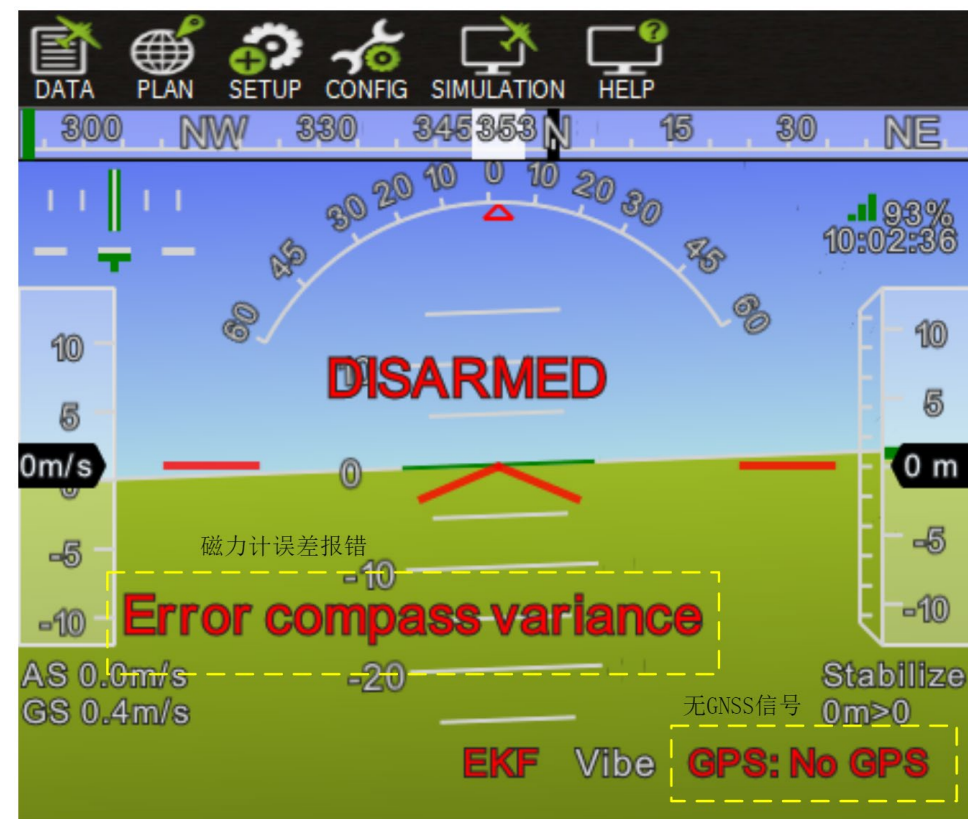 DATA PLAN SETUP CONFIG SIMULATION HELP
300 NW 330 345 353 N 15 30 NE
60 45 30 20 10 0 10 20 30 45 60
93%
10:02:36
10 10
DISARMED
10
5 5
0m/s 0 0 m
0
磁力计误差报错
-5 -5
-10
Error compass variance
-10 -10
AS 0.0m/s -20 Stabilize
GS 0.4m/s 无GNSS信号 0m>0
EKF Vibe GPS: No GPS